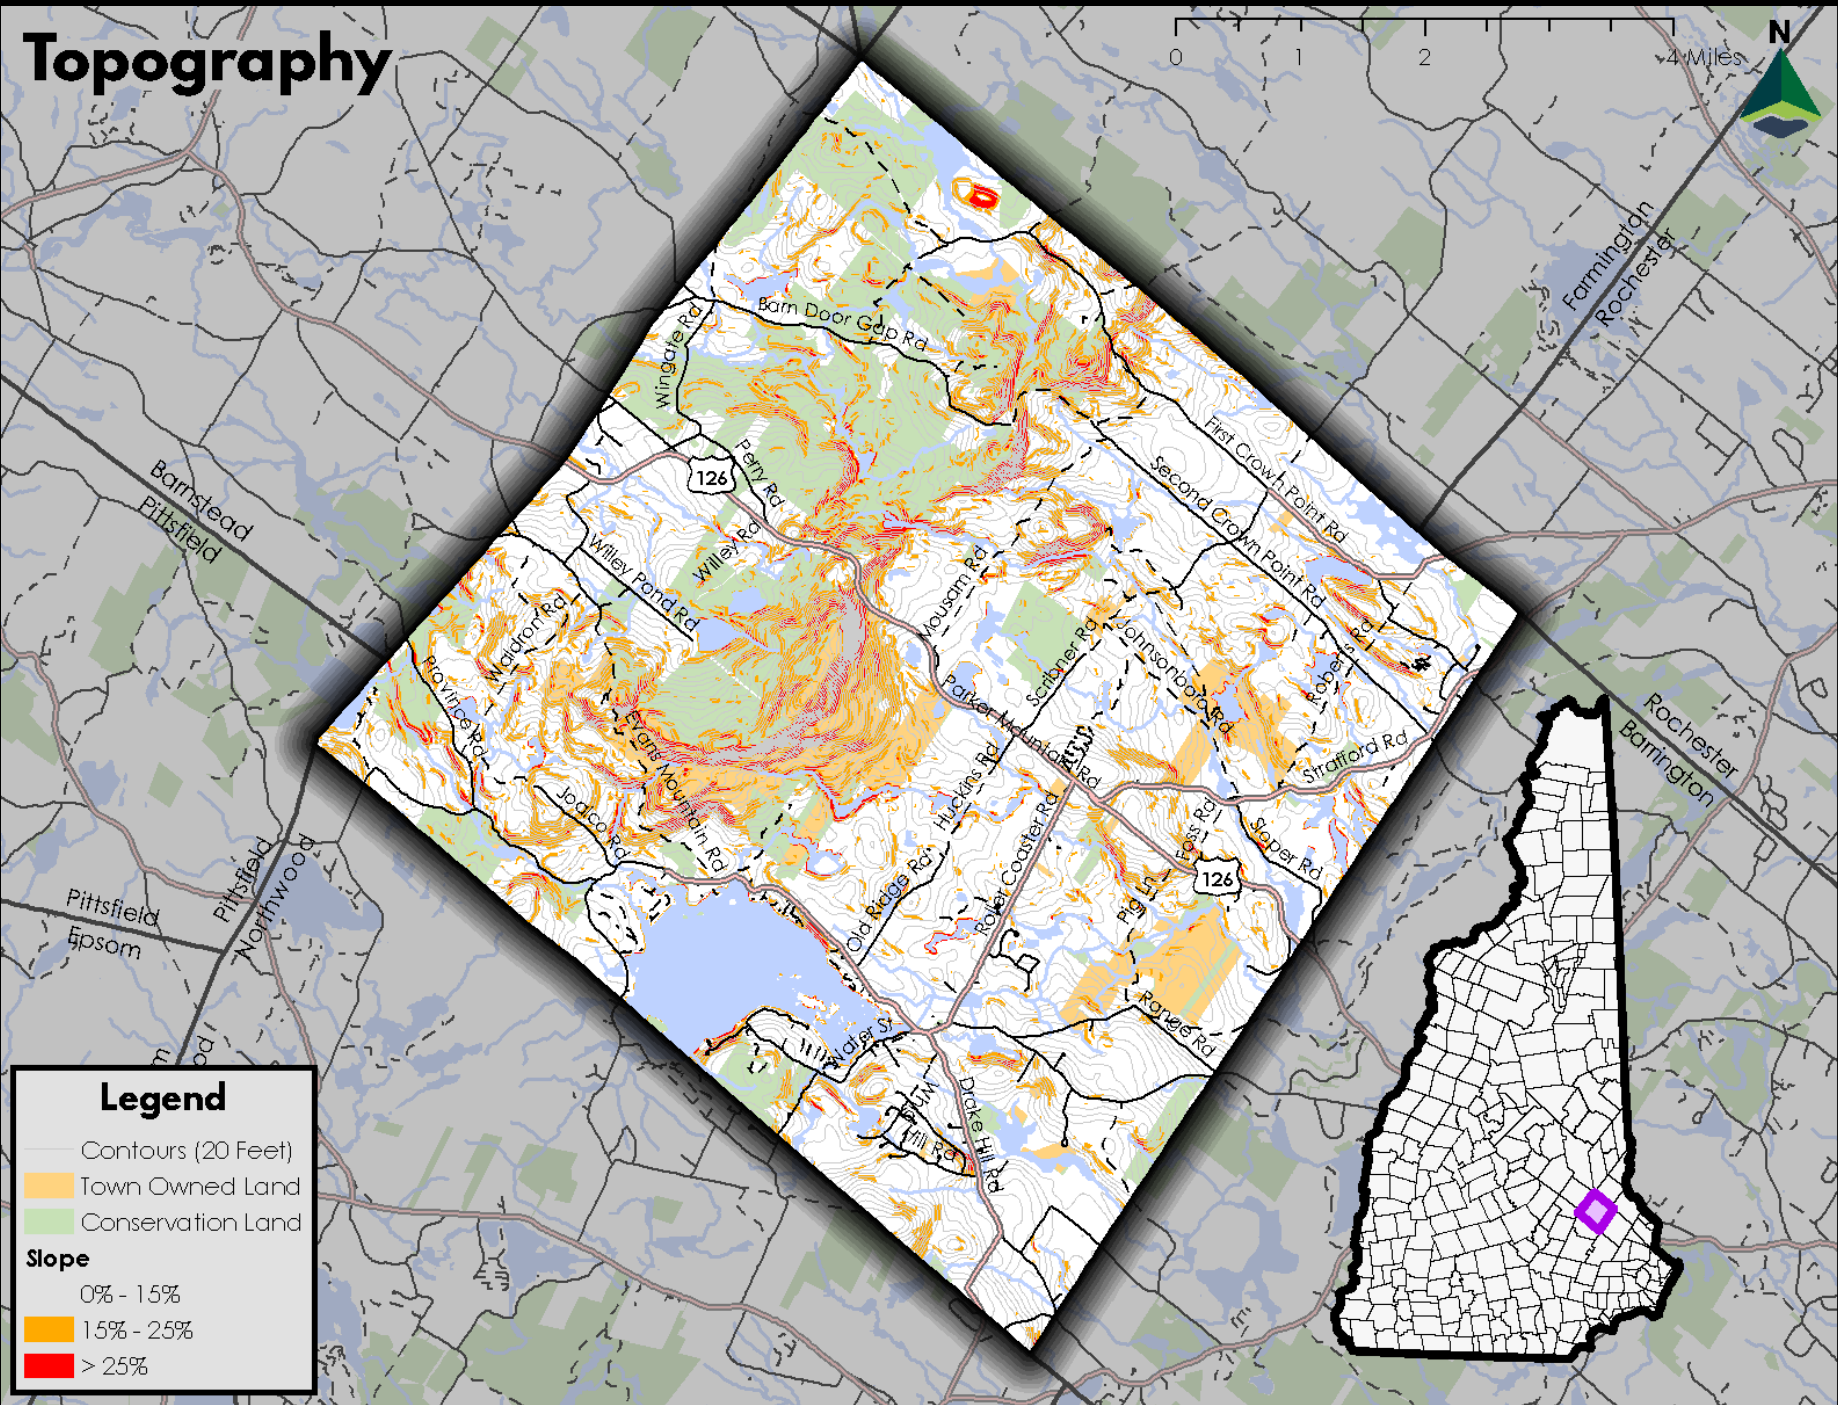 Topography
0
1
2
4 Miles
N
Farmington
Rochester
Barn Door Gap Rd
Wingate Rd
First Crown Point Rd
Second Crown Point Rd
126
Perry Rd
Barnstead
Pittsfield
Willey Rd
Willey Pond Rd
Mousam Rd
Waldron Rd
Scribner Rd
Johnsonboro Rd
Roberts Rd
Province Rd
Parker Mountain Rd
Evans Mountain Rd
Rochester
Barrington
Strafford Rd
Huckins Rd
Jodlco Rd
Roller Coaster Rd
Foss Rd
Sloper Rd
126
Pig Ln
Old Ridge Rd
Pittsfield
Northwood
Pittsfield
Epsom
Range Rd
Water St
Drake Hill Rd
Mill Rd
Legend
Contours (20 Feet)
Town Owned Land
Conservation Land
Slope
0% - 15%
15% - 25%
> 25%